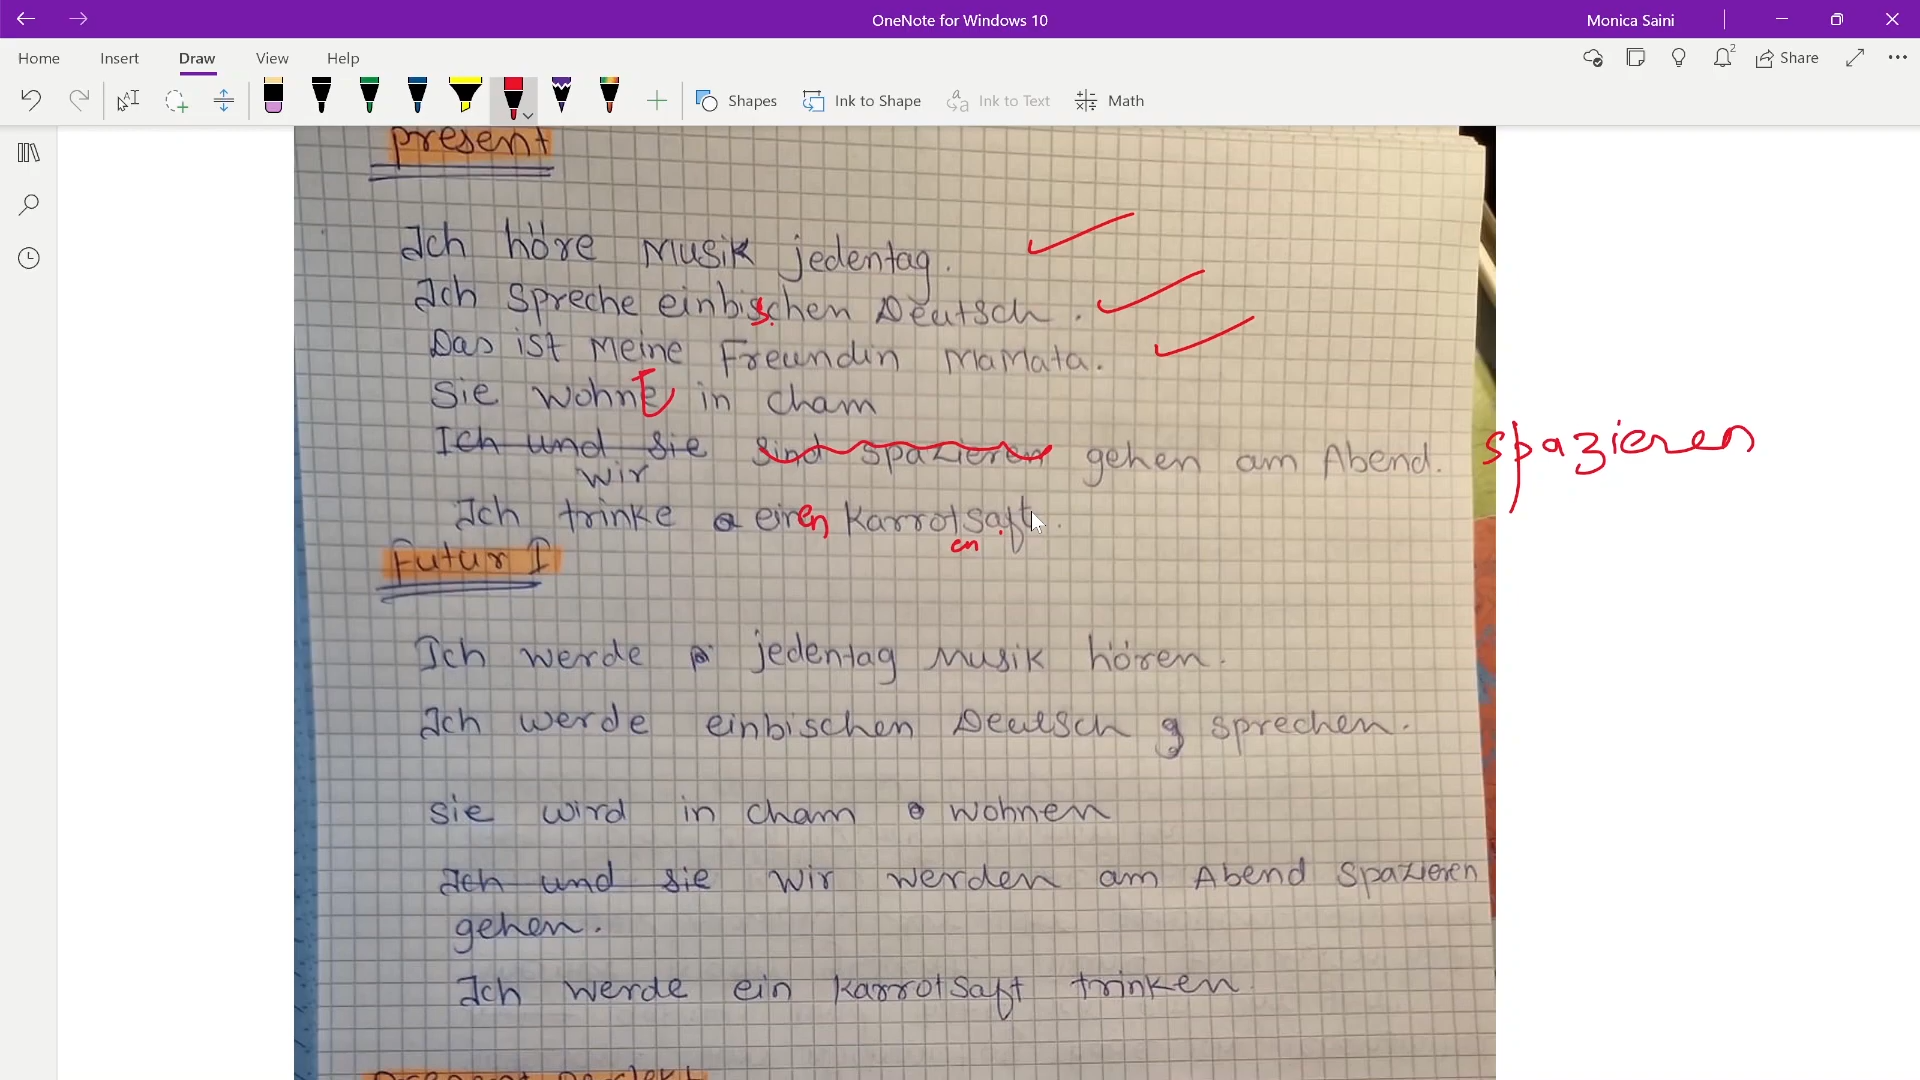 OneNote for Windows 10
Monica Saini
Home Insert Draw View Help
Share
Shapes Ink to Shape Ink to Text Math
present
Ich höre Musik jedentag.
Ich spreche einbischen Deutsch.
Das ist meine Freundin Mamata.
Sie wohnt in cham
Ich und sie sind spazieren gehen am Abend. spazieren
wir
Ich trinke einen Karrotsaft.
en
Futur I
Ich werde jedentag Musik hören.
Ich werde einbischen Deutsch g sprechen.
sie wird in cham wohnen
Ich und sie wir werden am Abend spazieren
gehen.
Ich werde ein Karrotsaft trinken.